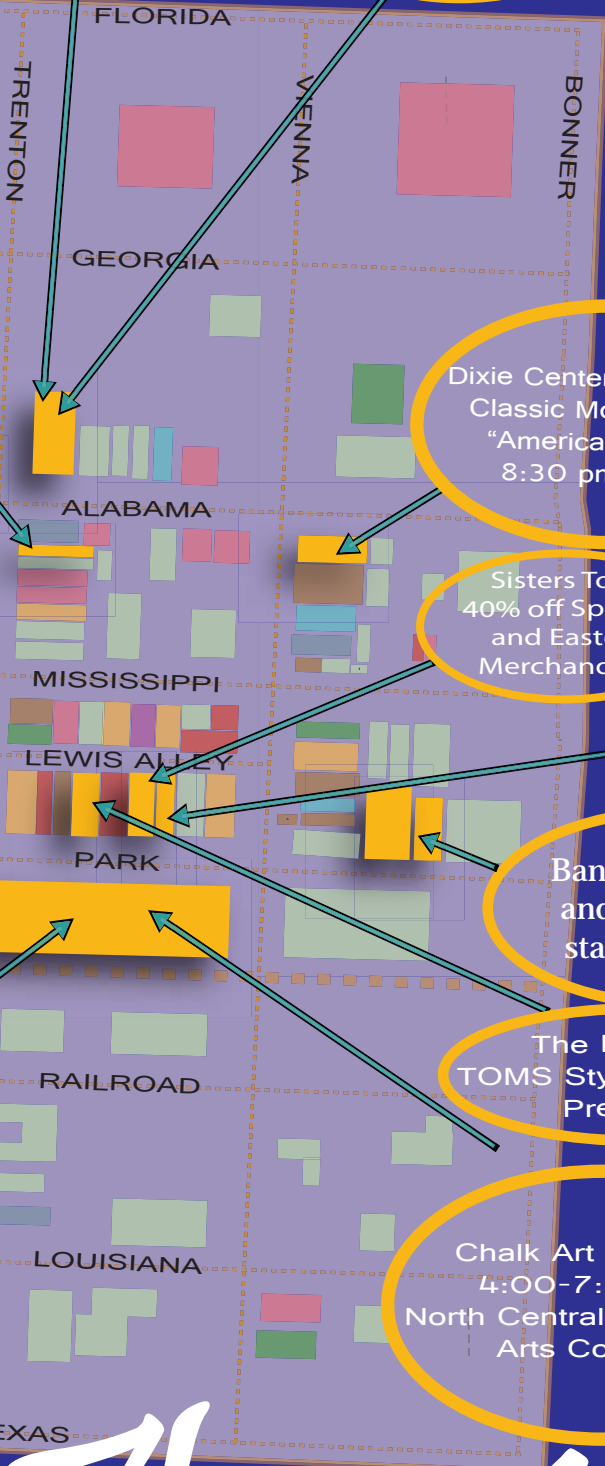 FLORIDA
TRENTON
VIENNA
BONNER
GEORGIA
Dixie Center
Classic Mo
"America
8:30 pm
ALABAMA
Sisters To
40% off Sp
and Easte
Merchand
MISSISSIPPI
LEWIS ALLEY
PARK
Ban
and
sta
The
TOMS Sty
Pre
RAILROAD
Chalk Art
4:00-7:
North Central
Arts Co
LOUISIANA
EXAS